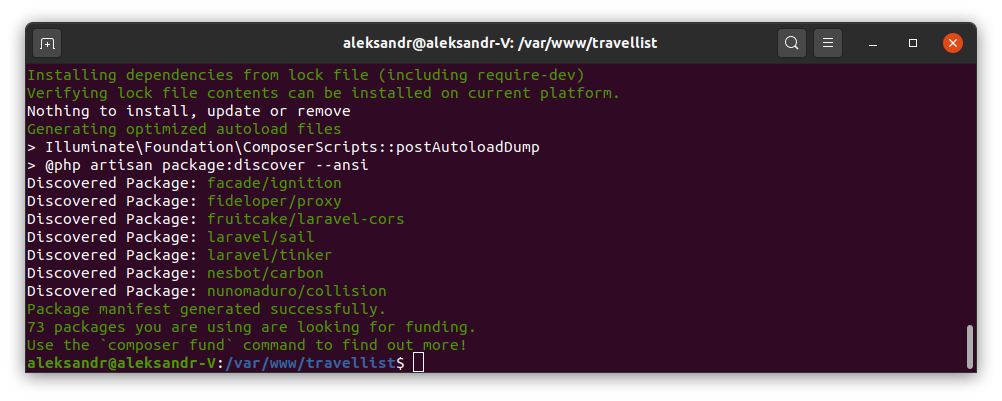 aleksandr@aleksandr-V: /var/www/travellist
Installing dependencies from lock file (including require-dev)
Verifying lock file contents can be installed on current platform.
Nothing to install, update or remove
Generating optimized autoload files
> Illuminate\Foundation\ComposerScripts::postAutoloadDump
> @php artisan package:discover --ansi
Discovered Package: facade/ignition
Discovered Package: fideloper/proxy
Discovered Package: fruitcake/laravel-cors
Discovered Package: laravel/sail
Discovered Package: laravel/tinker
Discovered Package: nesbot/carbon
Discovered Package: nunomaduro/collision
Package manifest generated successfully.
73 packages you are using are looking for funding.
Use the `composer fund` command to find out more!
aleksandr@aleksandr-V:/var/www/travellist$